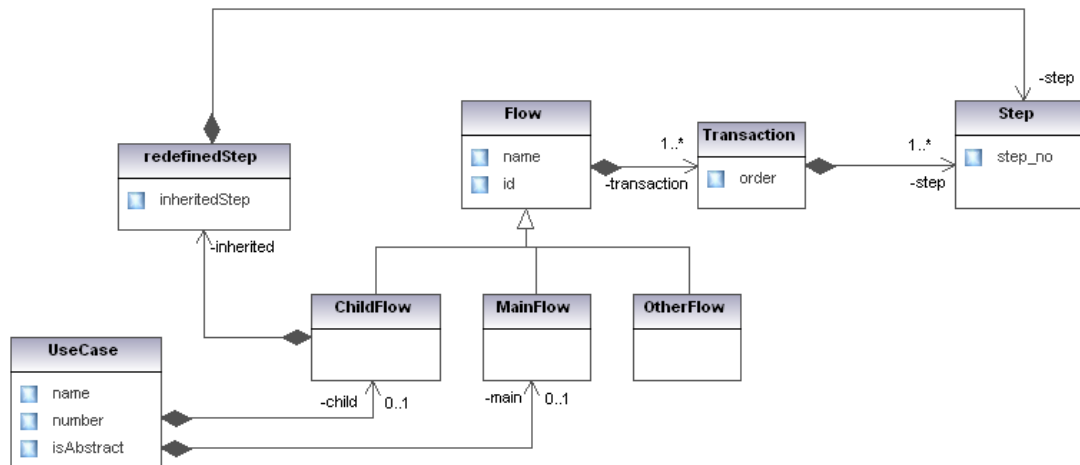 -step
Flow
Step
Transaction
redefinedStep
1..*
1..*
name
step_no
order
inheritedStep
id
-transaction
-step
-inherited
ChildFlow
MainFlow
OtherFlow
UseCase
name
-child
0..1
-main
0..1
number
isAbstract